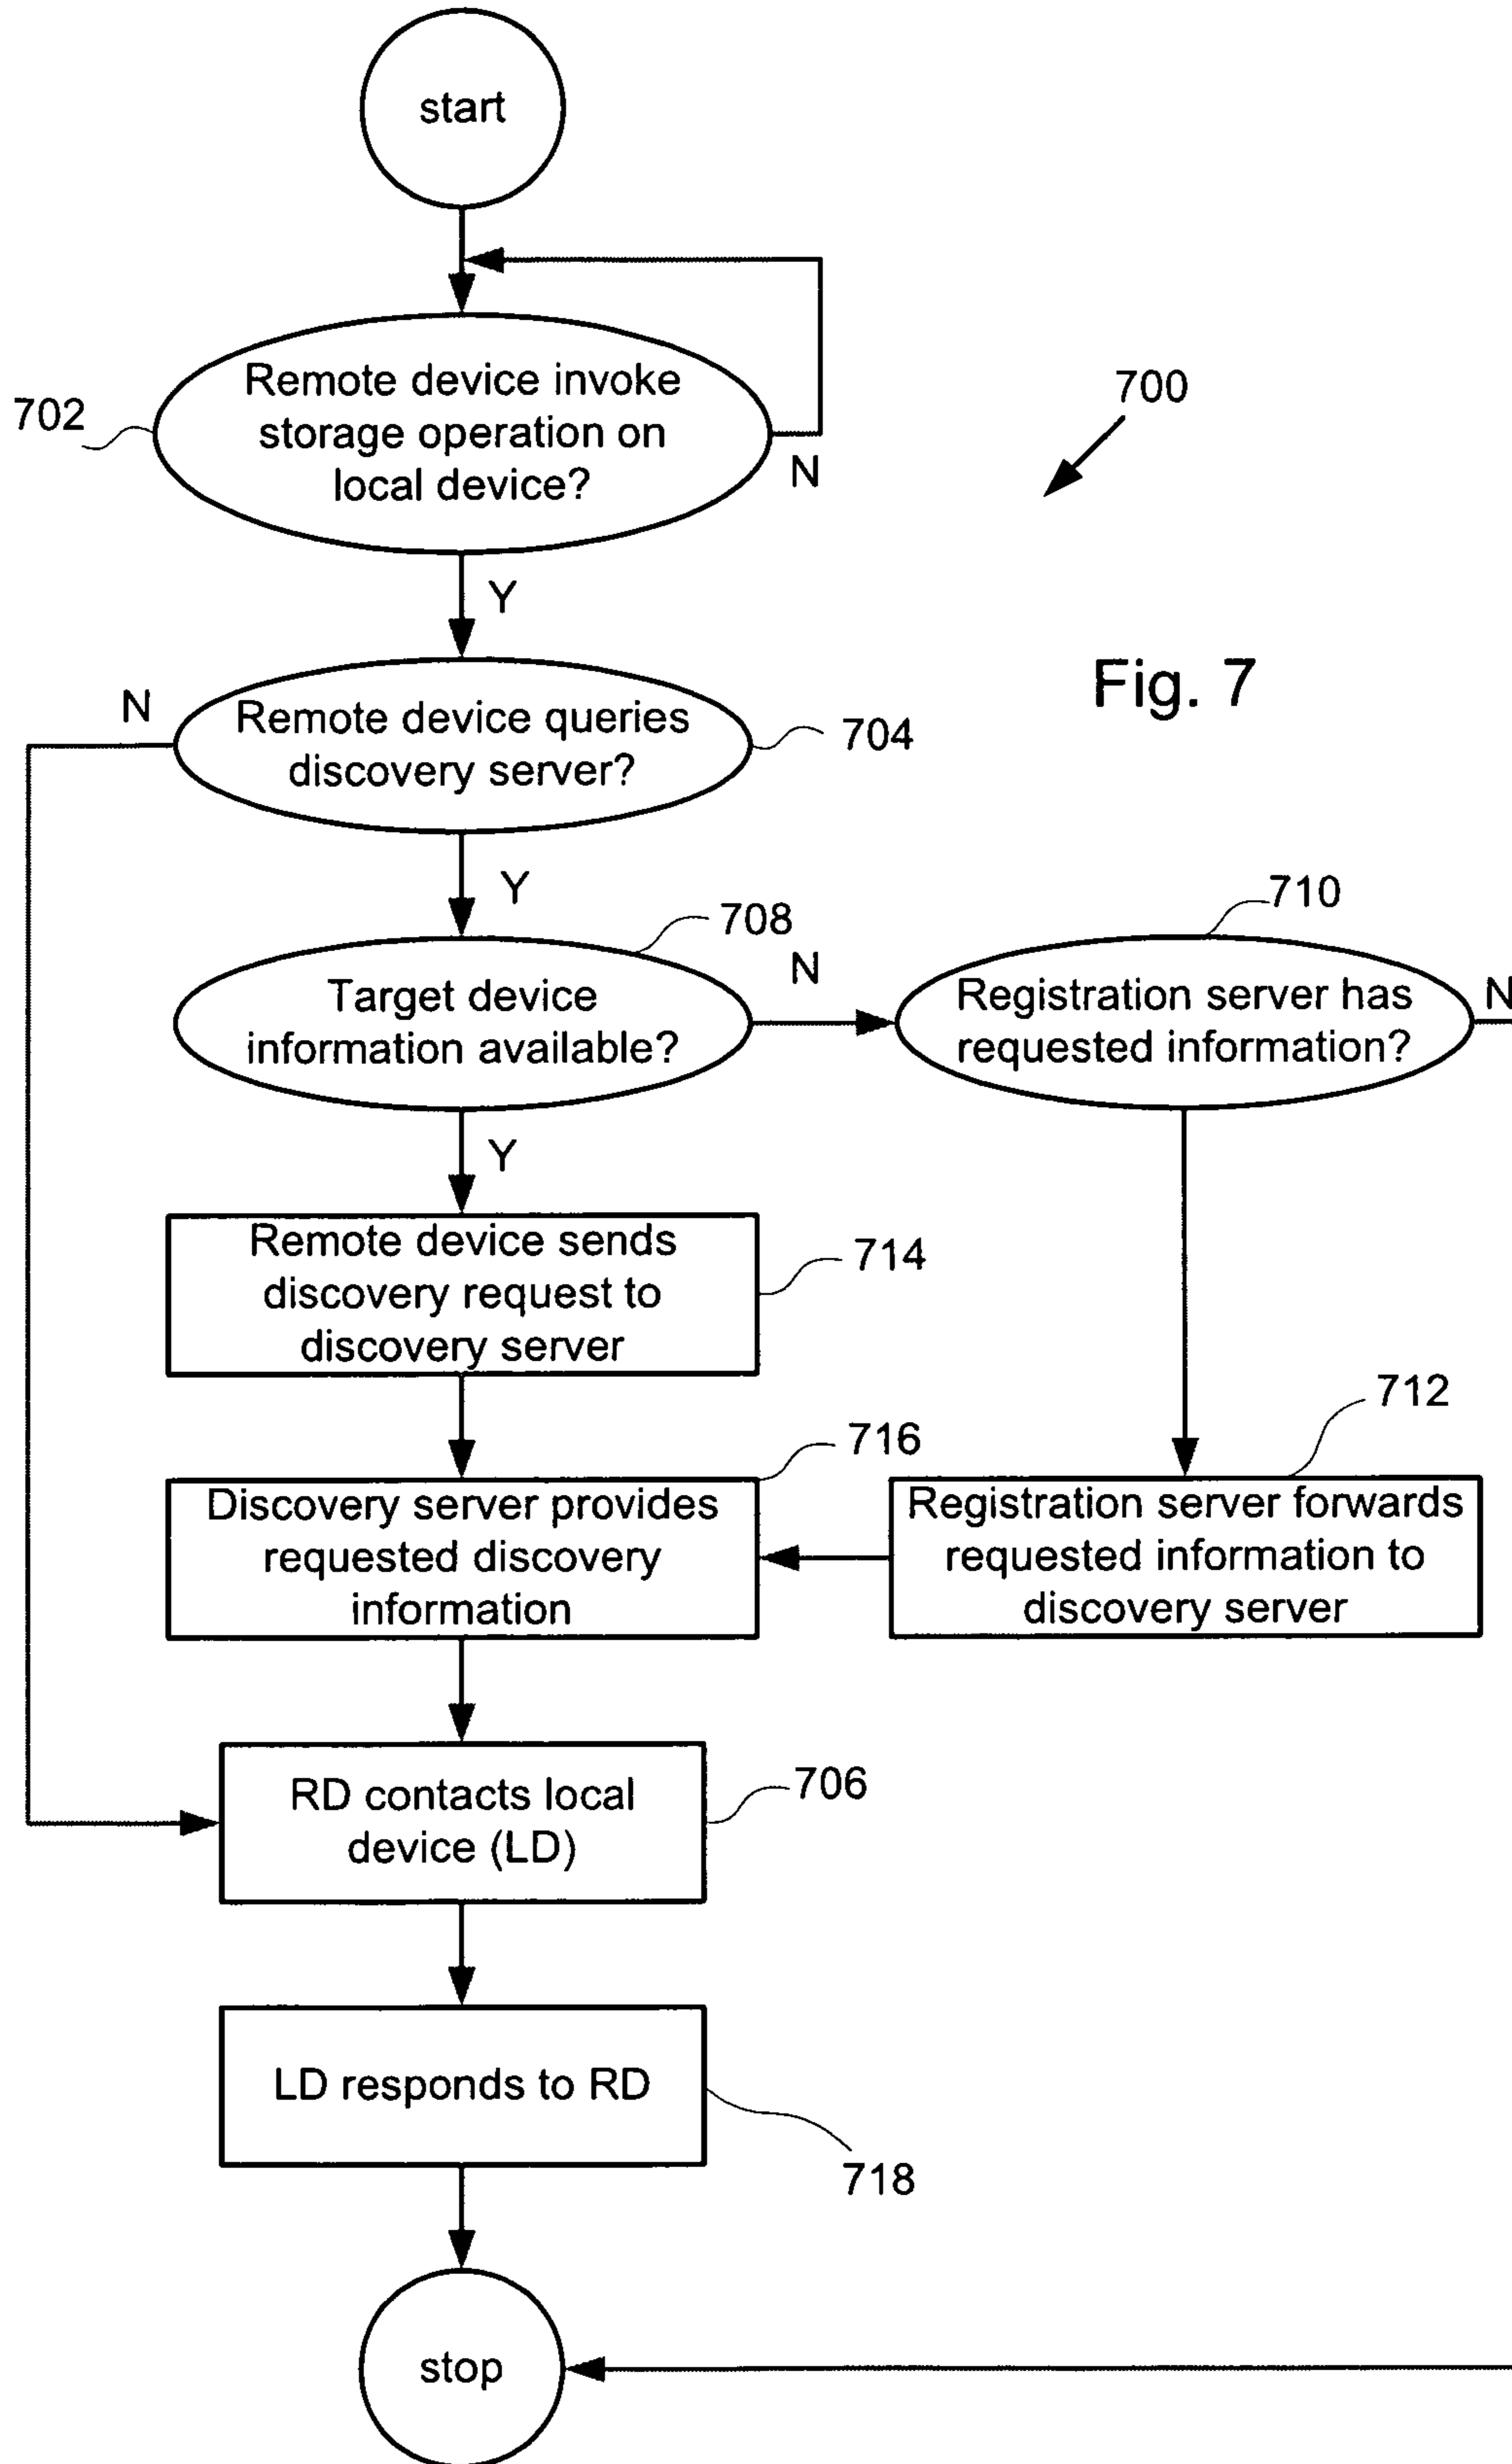 start
Remote device invoke
storage operation on
local device?
702
N
700
Y
Fig. 7
N
Remote device queries
discovery server?
704
Y
708
710
Target device
information available?
N
Registration server has
requested information?
N
Y
Remote device sends
discovery request to
discovery server
714
712
716
Discovery server provides
requested discovery
information
Registration server forwards
requested information to
discovery server
RD contacts local
device (LD)
706
LD responds to RD
718
stop